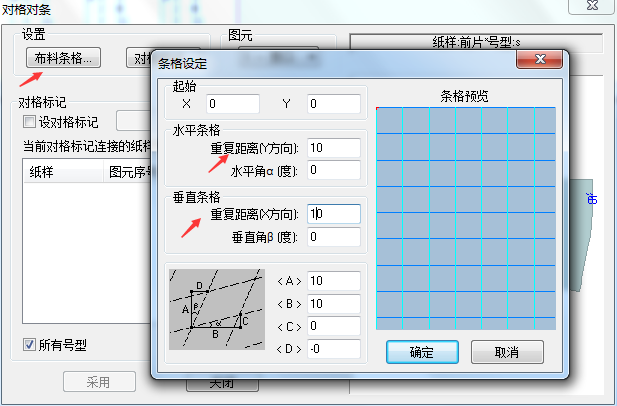 对格对条
设置
图元
纸样:前片*号型:s
布料条格...
对
条格设定
起始
X 0 Y 0
条格预览
对格标记
设对格标记
当前对格标记连接的纸样
纸样 图元序号
水平条格
重复距离(Y方向): 10
水平角α (度): 0
垂直条格
重复距离(X方向): 10
垂直角β (度): 0
D
A β
α C
B
< A > 10
< B > 10
< C > 0
< D > -0
所有号型
确定 取消
采用 关闭